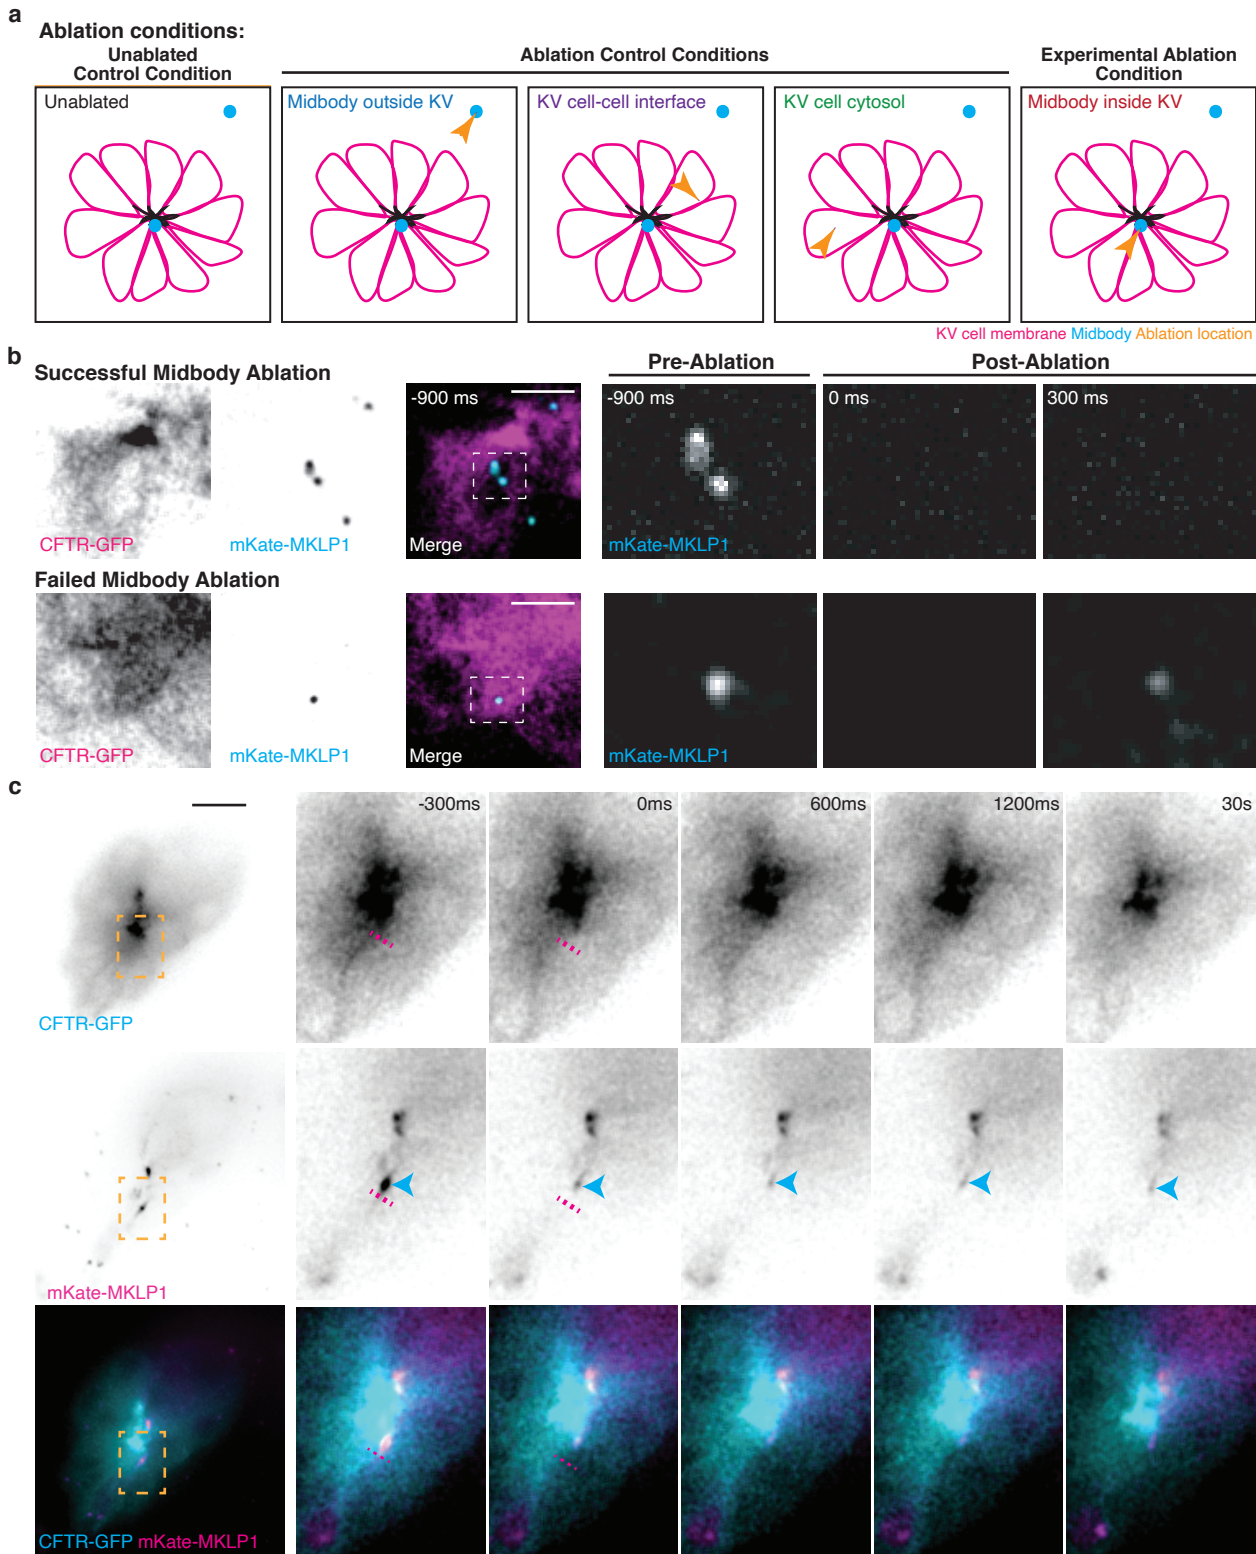 a
Ablation conditions:
Unablated
Control Condition
Ablation Control Conditions
Experimental Ablation
Condition
Unablated
Midbody outside KV
KV cell-cell interface
KV cell cytosol
Midbody inside KV
KV cell membrane Midbody Ablation location
b
Successful Midbody Ablation
Pre-Ablation
Post-Ablation
CFTR-GFP
mKate-MKLP1
-900 ms
Merge
-900 ms
mKate-MKLP1
0 ms
300 ms
Failed Midbody Ablation
CFTR-GFP
mKate-MKLP1
Merge
mKate-MKLP1
c
-300ms
0ms
600ms
1200ms
30s
CFTR-GFP
mKate-MKLP1
CFTR-GFP mKate-MKLP1